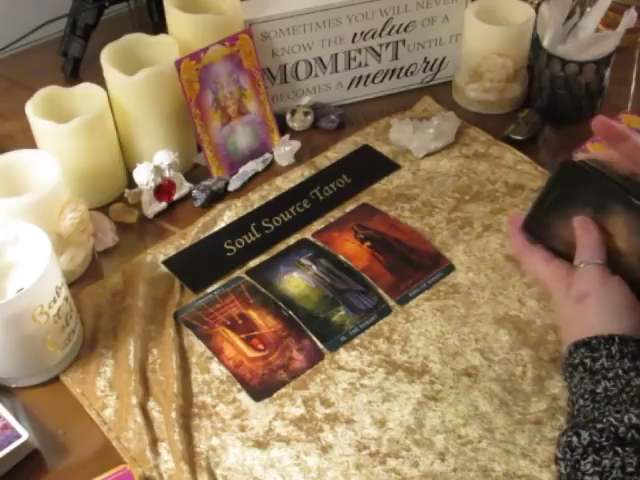 SOMETIMES YOU WILL NEVER
KNOW THE value OF A
MOMENT UNTIL IT
BECOMES A memory
Soul Source Tarot